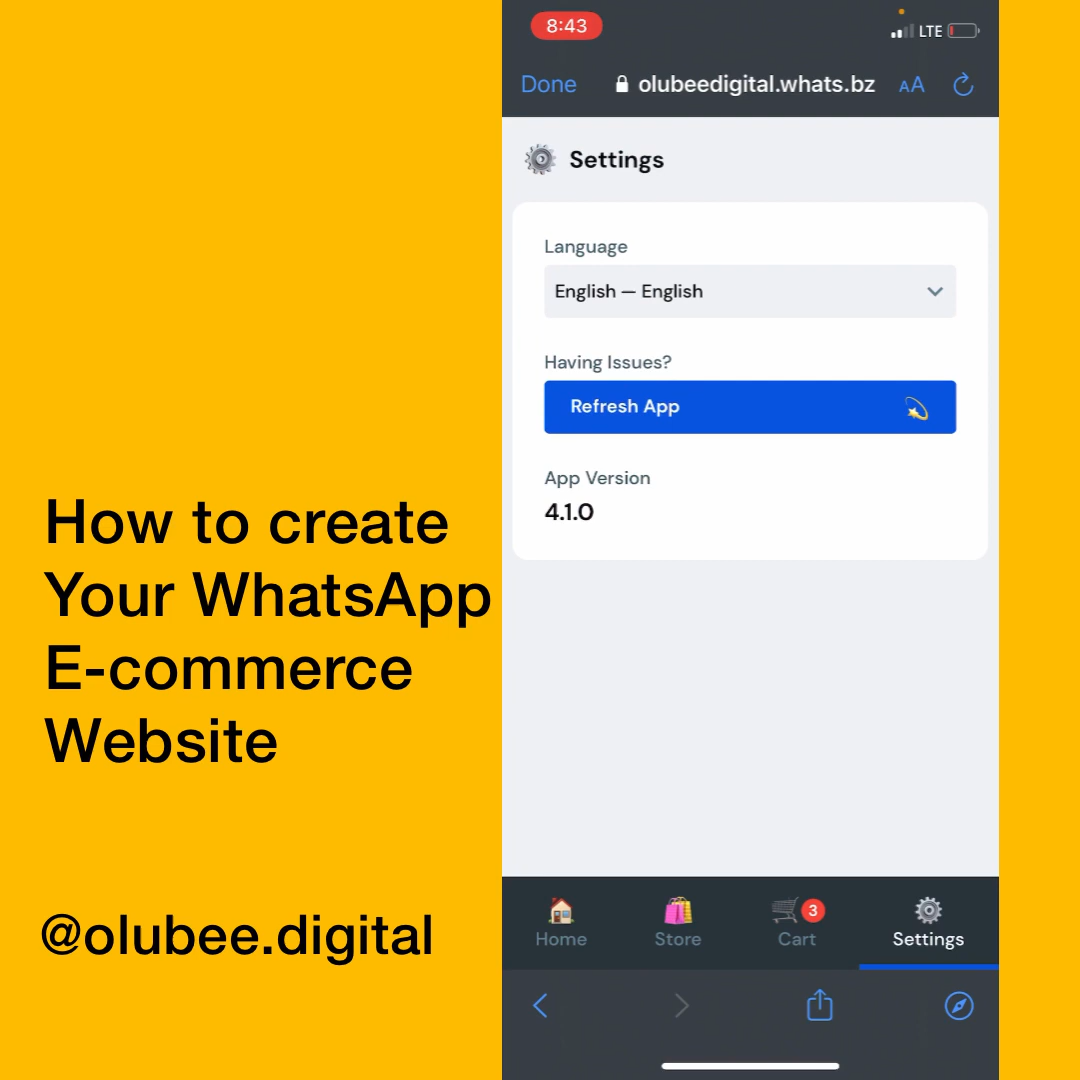 8:43
LTE
Done
olubeedigital.whats.bz
AA
Settings
Language
English — English
Having Issues?
Refresh App
App Version
4.1.0
How to create
Your WhatsApp
E-commerce
Website
@olubee.digital
3
Home
Store
Cart
Settings